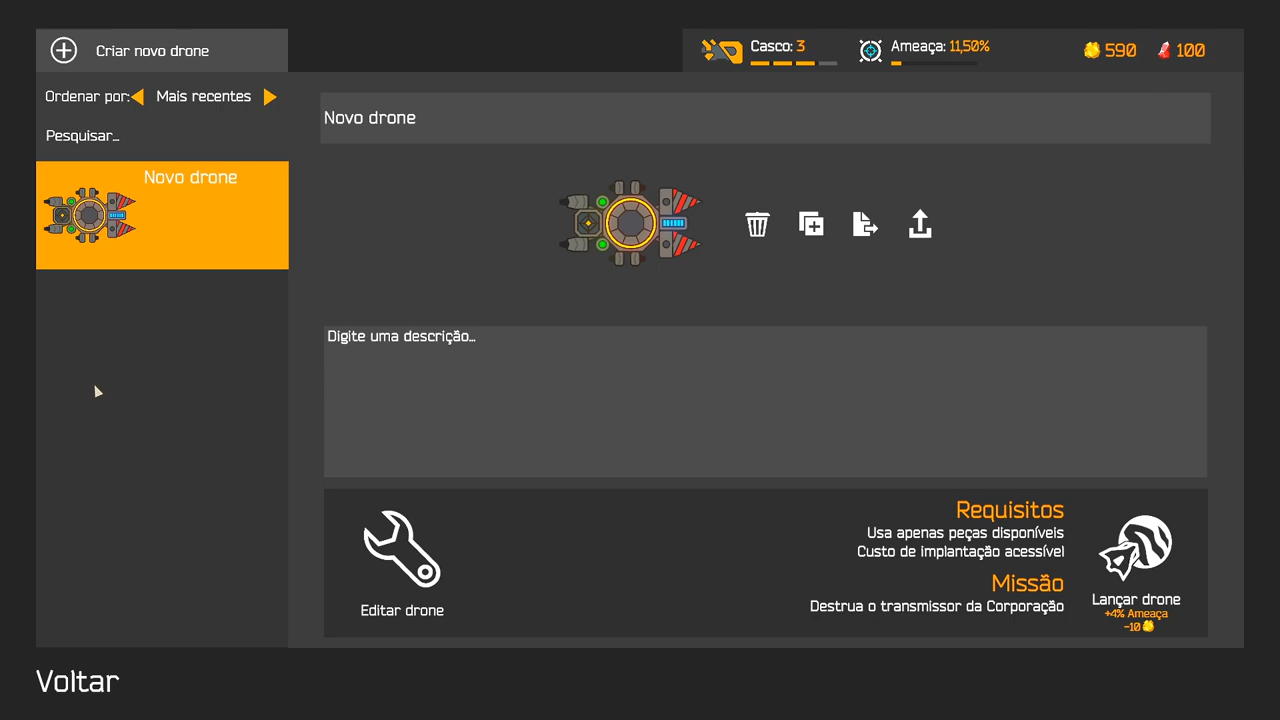 Criar novo drone
Casco: 3
Ameaça: 11,50%
590
100
Ordenar por:
Mais recentes
Pesquisar...
Novo drone
Novo drone
Digite uma descrição...
Editar drone
Requisitos
Usa apenas peças disponíveis
Custo de implantação acessível
Missão
Destrua o transmissor da Corporação
Lançar drone
+4% Ameaça
-10
Voltar